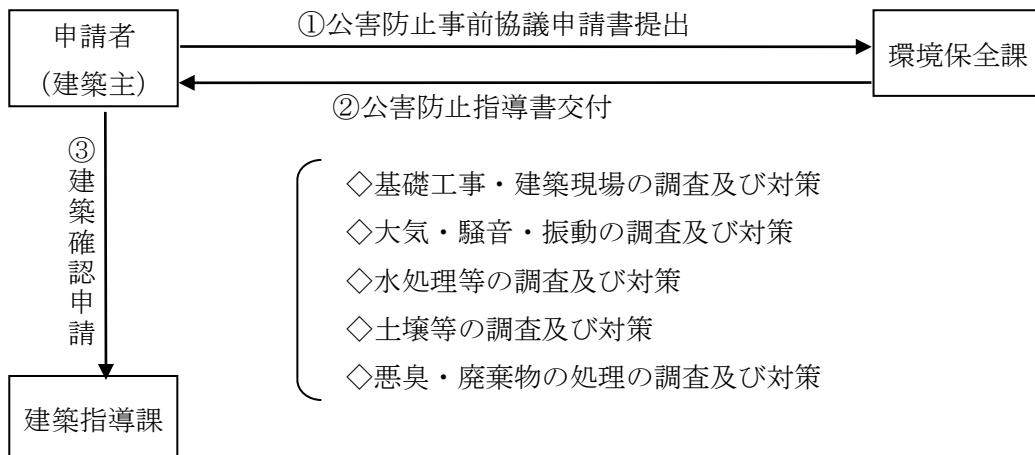 ①公害防止事前協議申請書提出
申請者
(建築主)
環境保全課
②公害防止指導書交付
③建築確認申請
◇基礎工事・建築現場の調査及び対策
◇大気・騒音・振動の調査及び対策
◇水処理等の調査及び対策
◇土壌等の調査及び対策
◇悪臭・廃棄物の処理の調査及び対策
建築指導課